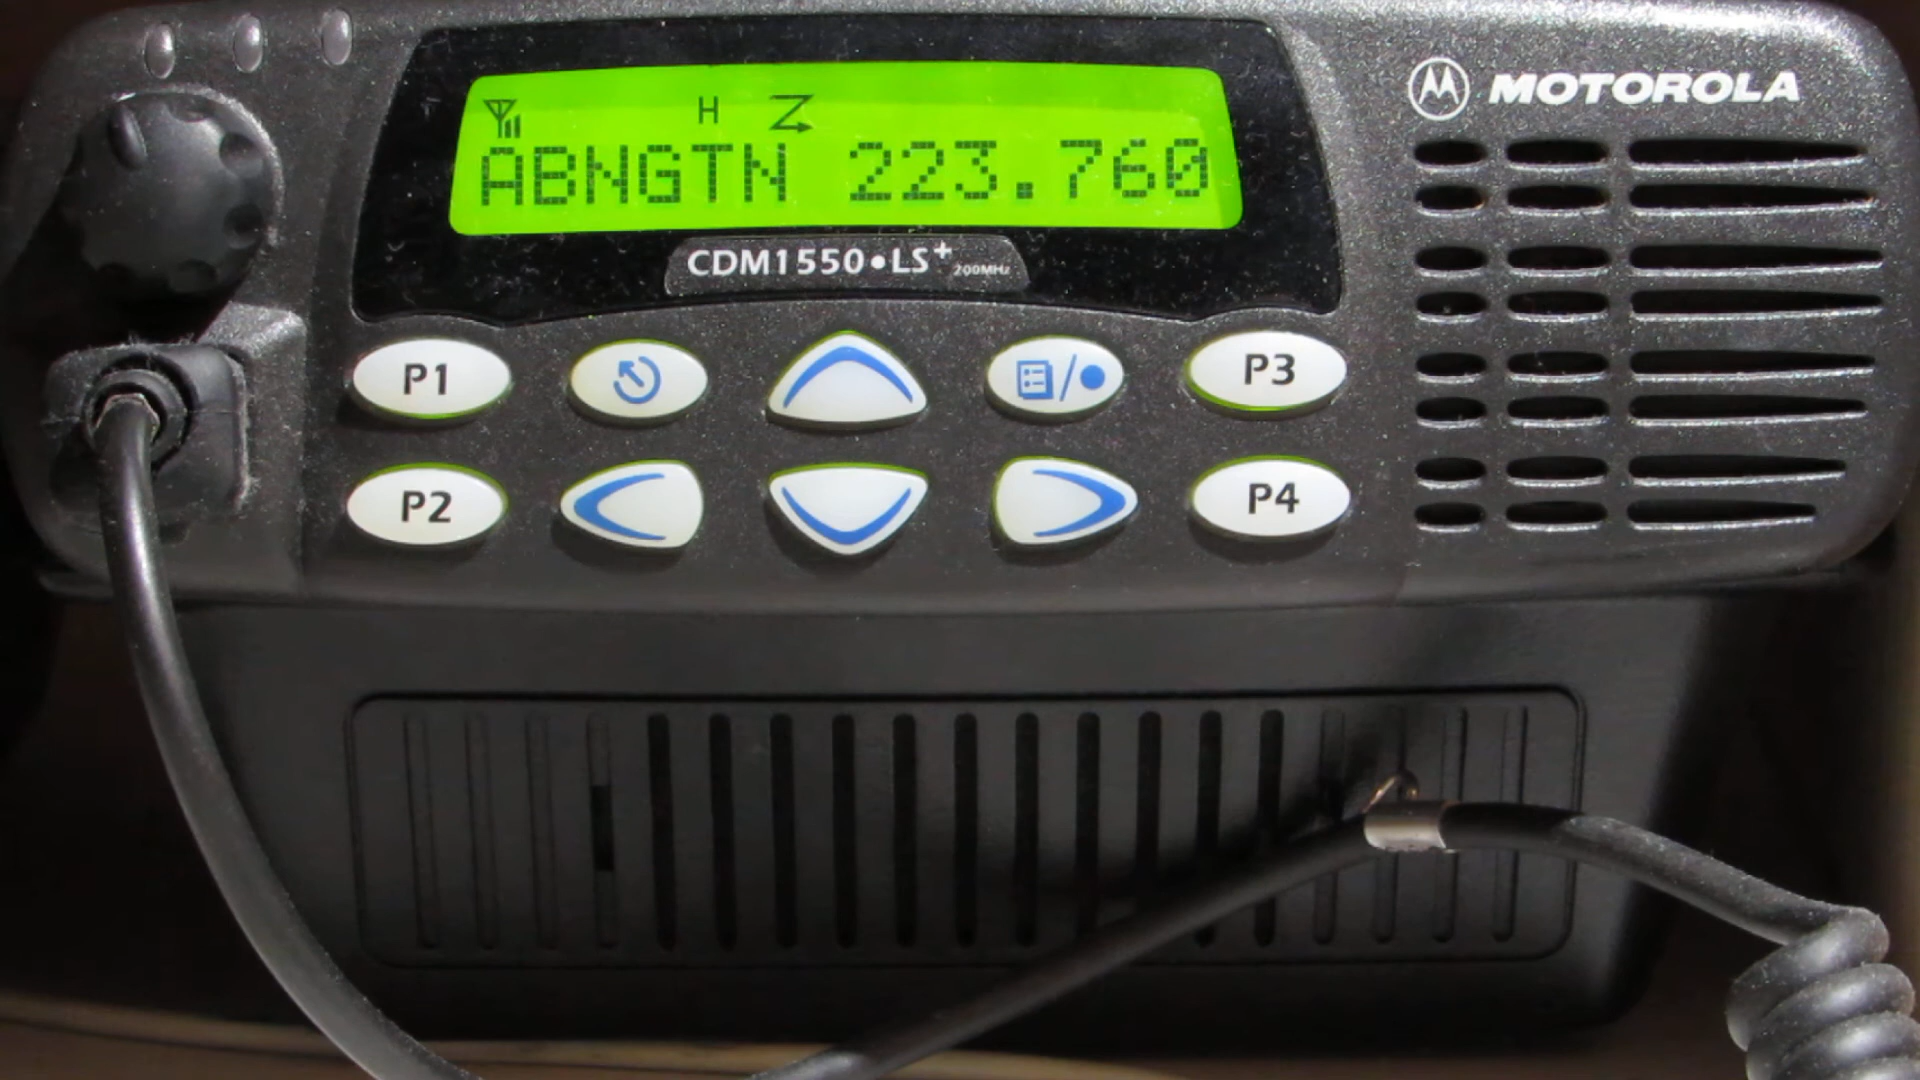 MOTOROLA
H
ABNGTN 223.760
CDM1550•LS+ 200MHz
P1
P3
P2
P4